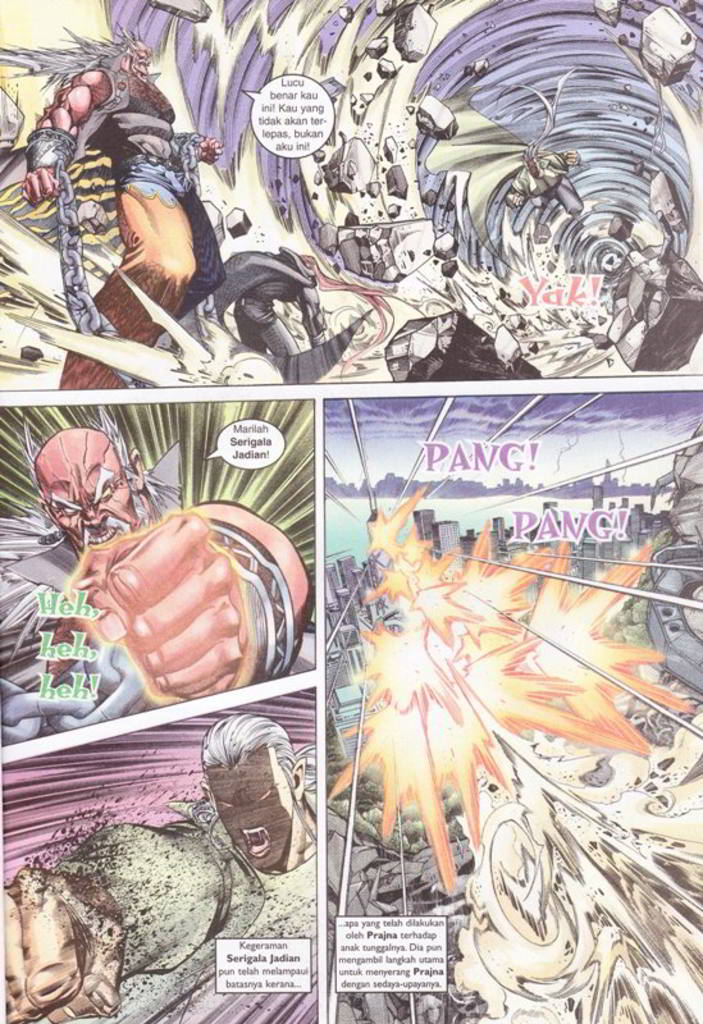 Lucu
benar kau
ini! Kau yang
tidak akan ter-
lepas, bukan
aku ini!
Yak!
Marilah
Serigala
Jadian!
Heh,
heh,
heh!
Kegeraman
Serigala Jadian
pun telah melampaui
batasnya kerana...
PANG!
PANG!
...apa yang telah dilakukan
oleh Prajna terhadap
anak tunggalnya. Dia pun
mengambil langkah utama
untuk menyerang Prajna
dengan sedaya-upayanya.